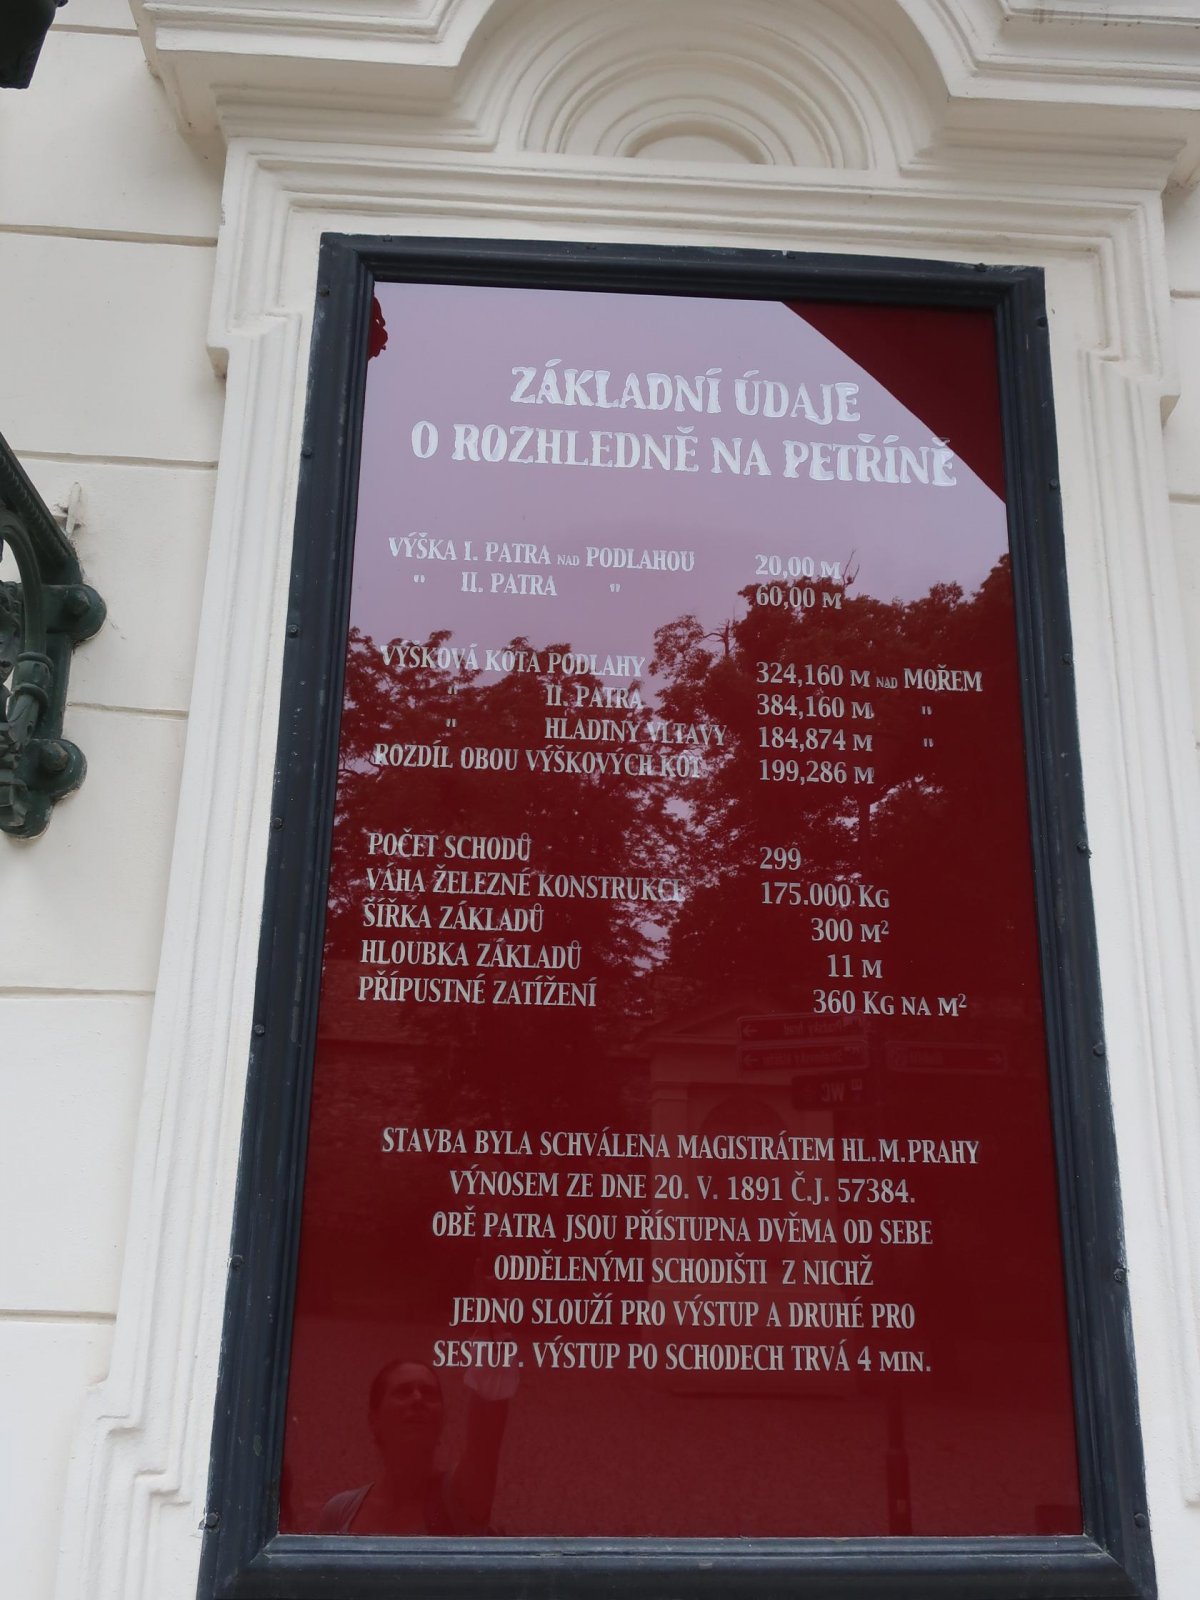 ZÁKLADNÍ ÚDAJE
O ROZHLEDNĚ NA PETŘÍNĚ
VÝŠKA I. PATRA NAD PODLAHOU 20,00 M
" II. PATRA " 60,00 M
VÝŠKOVÁ KÓTA PODLAHY 324,160 M NAD MOŘEM
" II. PATRA 384,160 M "
" HLADINY VLTAVY 184,874 M "
ROZDÍL OBOU VÝŠKOVÝCH KÓT 199,286 M
POČET SCHODŮ 299
VÁHA ŽELEZNÉ KONSTRUKCE 175.000 KG
ŠÍŘKA ZÁKLADŮ 300 M²
HLOUBKA ZÁKLADŮ 11 M
PŘÍPUSTNÉ ZATÍŽENÍ 360 KG NA M²
STAVBA BYLA SCHVÁLENA MAGISTRÁTEM HL.M.PRAHY
VÝNOSEM ZE DNE 20. V. 1891 Č.J. 57384.
OBĚ PATRA JSOU PŘÍSTUPNA DVĚMA OD SEBE
ODDĚLENÝMI SCHODIŠTI Z NICHŽ
JEDNO SLOUŽÍ PRO VÝSTUP A DRUHÉ PRO
SESTUP. VÝSTUP PO SCHODECH TRVÁ 4 MIN.
WC